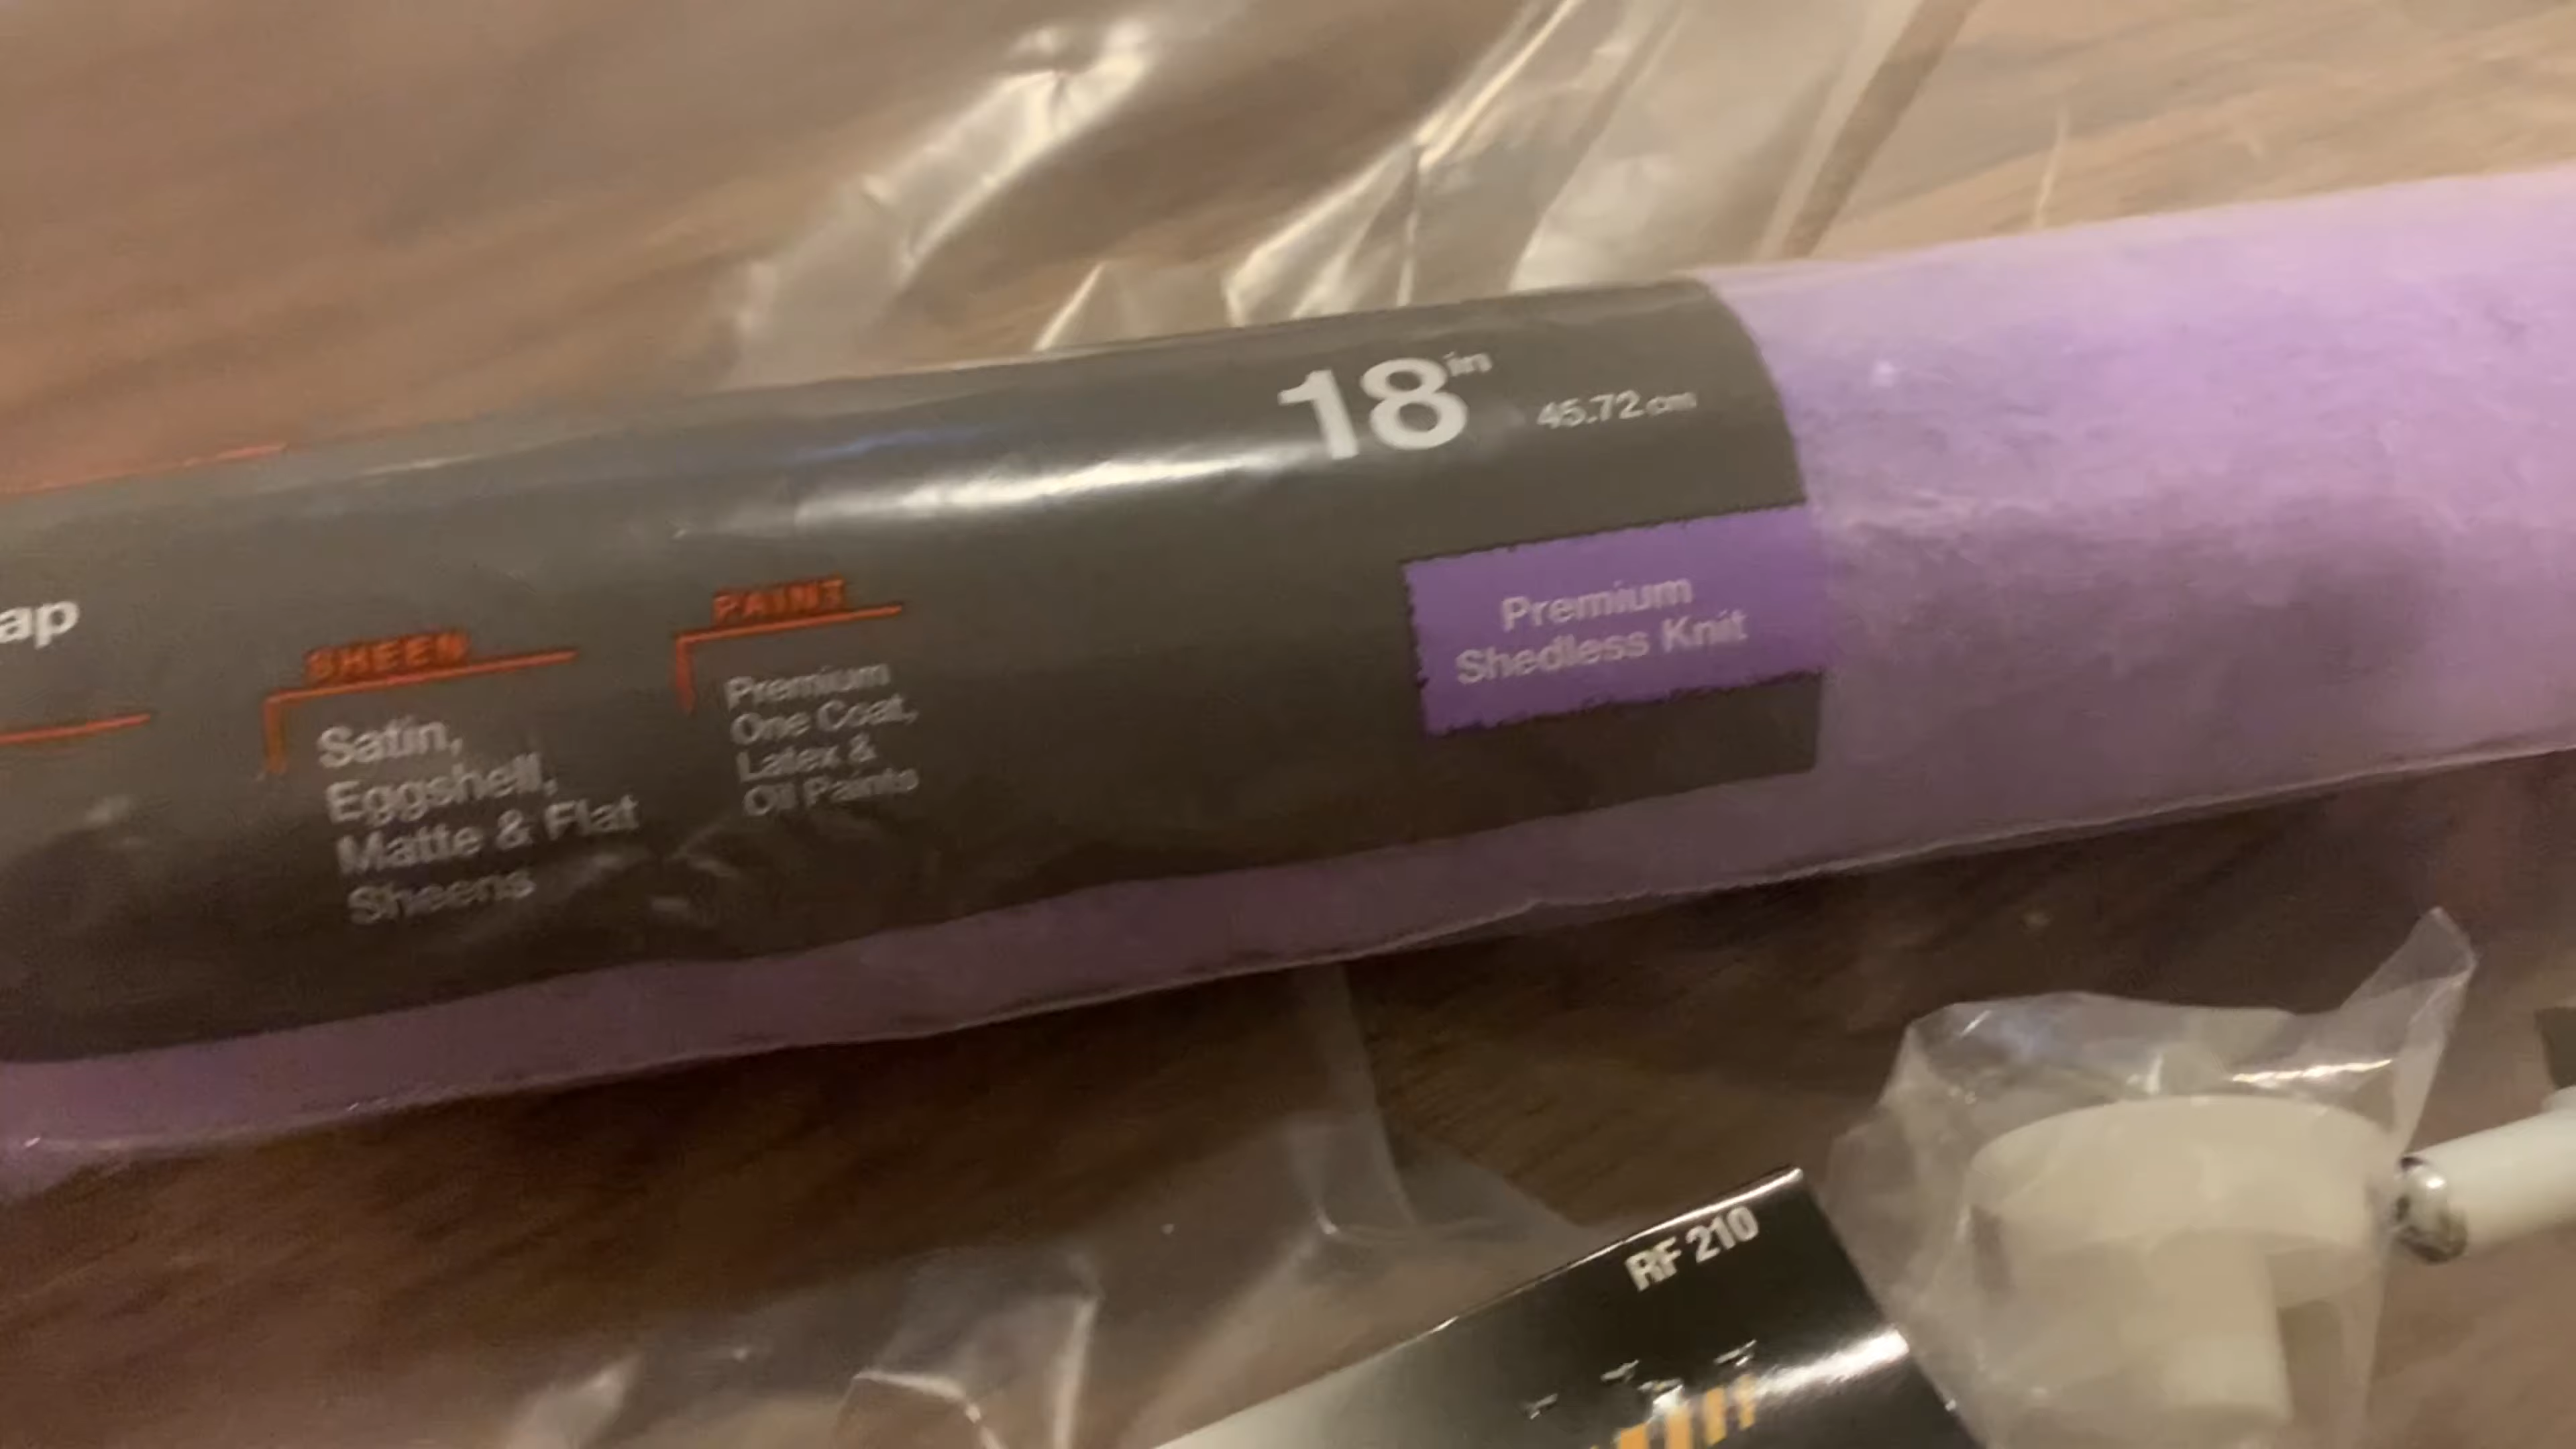 ap
18in 45.72cm
SHEEN
Satin,
Eggshell,
Matte & Flat
Sheens
PAINT
Premium
One Coat,
Latex &
Oil Paints
Premium
Shedless Knit
RF 210